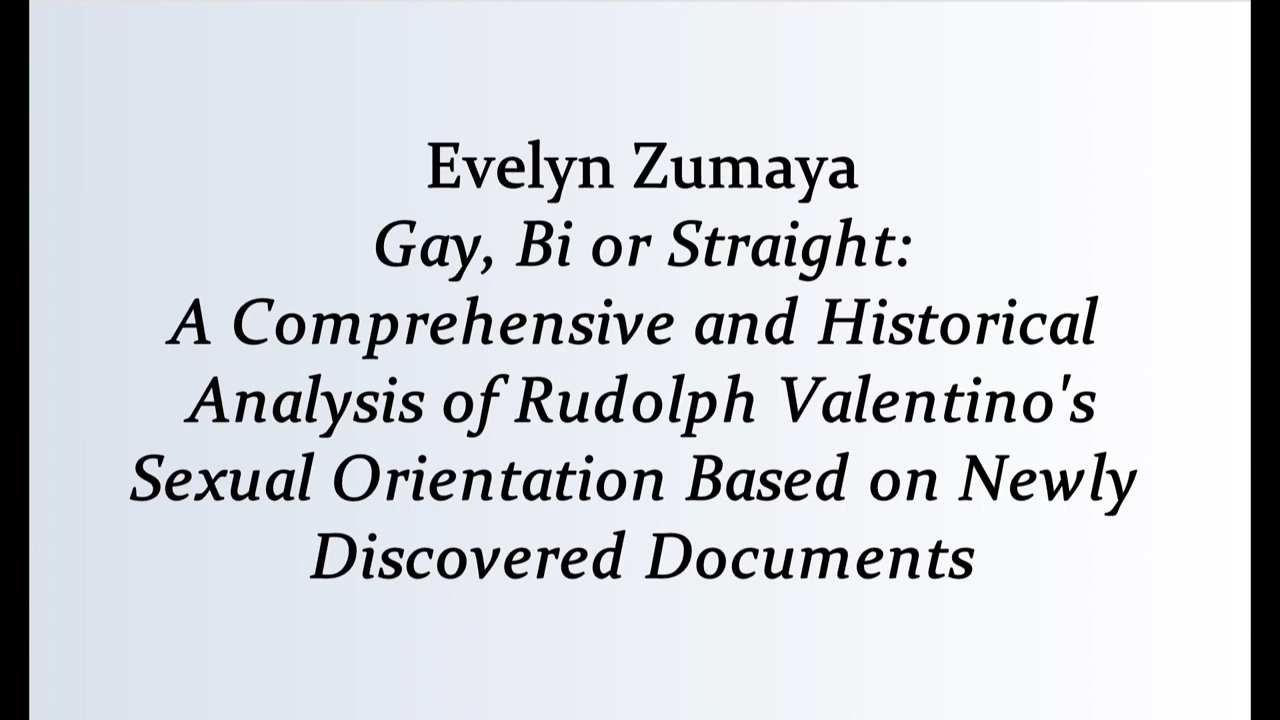 Evelyn Zumaya
Gay, Bi or Straight:
A Comprehensive and Historical
Analysis of Rudolph Valentino's
Sexual Orientation Based on Newly
Discovered Documents